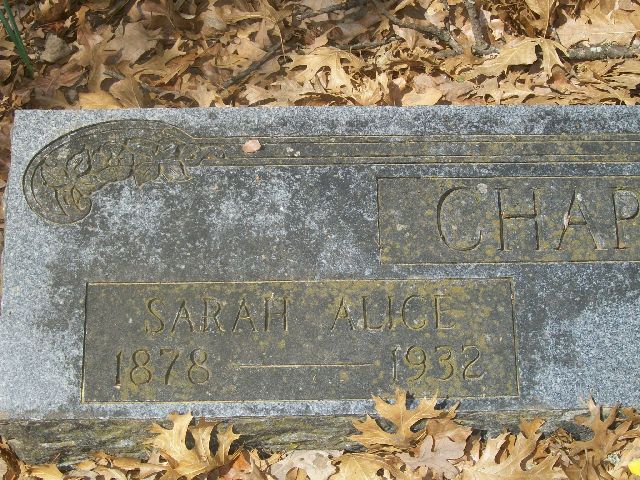 CHAP
SARAH ALICE
1878 — 1932